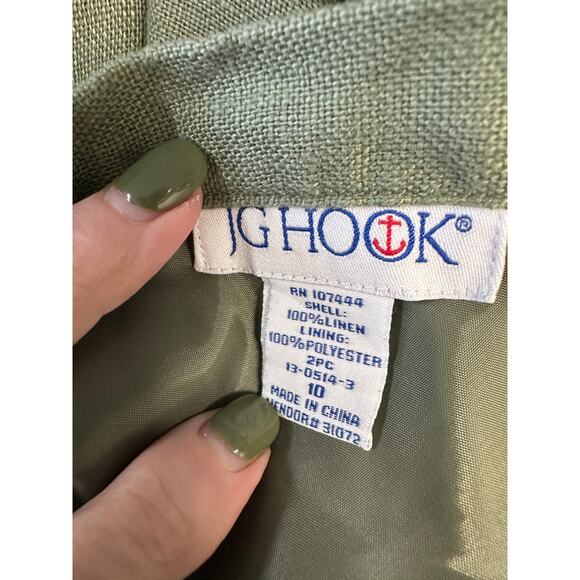 JG HOOK®
RN 107444
SHELL:
100%LINEN
LINING:
100%POLYESTER
2PC
13-0514-3
10
MADE IN CHINA
VENDOR# 31072